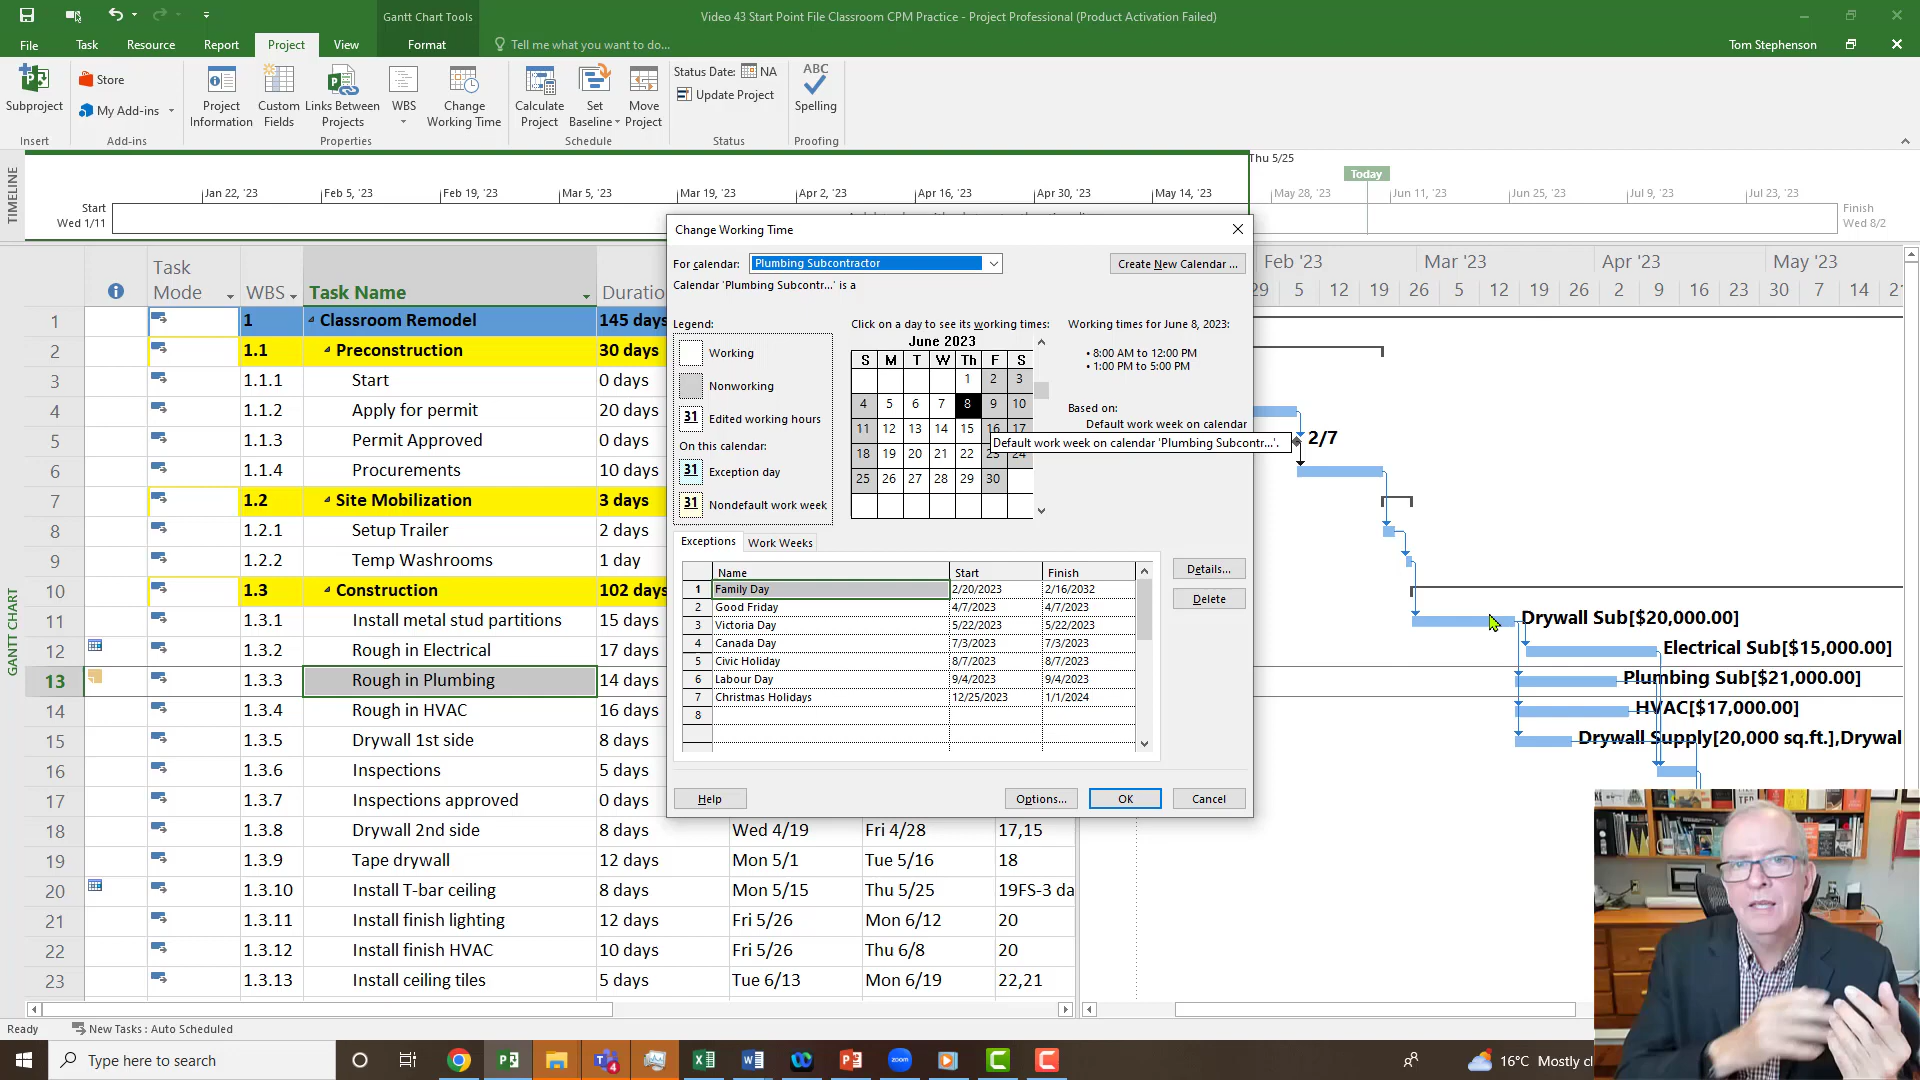 Gantt Chart Tools
Video 43 Start Point File Classroom CPM Practice - Project Professional (Product Activation Failed)
File Task Resource Report Project View Format Tell me what you want to do... Tom Stephenson
Subproject
Store
My Add-ins
Project Information
Custom Fields
Links Between Projects
WBS
Change Working Time
Calculate Project
Set Baseline
Move Project
Status Date: NA
Update Project
ABC
Spelling
Insert Add-ins Properties Schedule Status Proofing
TIMELINE
Thu 5/25
Today
Jan 22, '23 Feb 5, '23 Feb 19, '23 Mar 5, '23 Mar 19, '23 Apr 2, '23 Apr 16, '23 Apr 30, '23 May 14, '23 May 28, '23 Jun 11, '23 Jun 25, '23 Jul 9, '23 Jul 23, '23
Start
Wed 1/11
Finish
Wed 8/2
GANTT CHART
Task Mode WBS Task Name Duratio
1 1 Classroom Remodel 145 days
2 1.1 Preconstruction 30 days
3 1.1.1 Start 0 days
4 1.1.2 Apply for permit 20 days
5 1.1.3 Permit Approved 0 days
6 1.1.4 Procurements 10 days
7 1.2 Site Mobilization 3 days
8 1.2.1 Setup Trailer 2 days
9 1.2.2 Temp Washrooms 1 day
10 1.3 Construction 102 days
11 1.3.1 Install metal stud partitions 15 days
12 1.3.2 Rough in Electrical 17 days
13 1.3.3 Rough in Plumbing 14 days
14 1.3.4 Rough in HVAC 16 days
15 1.3.5 Drywall 1st side 8 days
16 1.3.6 Inspections 5 days
17 1.3.7 Inspections approved 0 days
18 1.3.8 Drywall 2nd side 8 days Wed 4/19 Fri 4/28 17,15
19 1.3.9 Tape drywall 12 days Mon 5/1 Tue 5/16 18
20 1.3.10 Install T-bar ceiling 8 days Mon 5/15 Thu 5/25 19FS-3 da
21 1.3.11 Install finish lighting 12 days Fri 5/26 Mon 6/12 20
22 1.3.12 Install finish HVAC 10 days Fri 5/26 Thu 6/8 20
23 1.3.13 Install ceiling tiles 5 days Tue 6/13 Mon 6/19 22,21
Change Working Time
For calendar: Plumbing Subcontractor
Create New Calendar ...
Calendar 'Plumbing Subcontr...' is a
Legend:
Working
Nonworking
31 Edited working hours
On this calendar:
31 Exception day
31 Nondefault work week
Click on a day to see its working times:
June 2023
S M T W Th F S
1 2 3
4 5 6 7 8 9 10
11 12 13 14 15 16 17
18 19 20 21 22 23 24
25 26 27 28 29 30
Working times for June 8, 2023:
• 8:00 AM to 12:00 PM
• 1:00 PM to 5:00 PM
Based on:
Default work week on calendar
Default work week on calendar 'Plumbing Subcontr...'.
Exceptions Work Weeks
Name Start Finish
1 Family Day 2/20/2023 2/16/2032
2 Good Friday 4/7/2023 4/7/2023
3 Victoria Day 5/22/2023 5/22/2023
4 Canada Day 7/3/2023 7/3/2023
5 Civic Holiday 8/7/2023 8/7/2023
6 Labour Day 9/4/2023 9/4/2023
7 Christmas Holidays 12/25/2023 1/1/2024
8
Details...
Delete
Help Options... OK Cancel
Feb '23 Mar '23 Apr '23 May '23
29 5 12 19 26 5 12 19 26 2 9 16 23 30 7 14 21
2/7
Drywall Sub[$20,000.00]
Electrical Sub[$15,000.00]
Plumbing Sub[$21,000.00]
HVAC[$17,000.00]
Drywall Supply[20,000 sq.ft.],Drywal
Ready New Tasks : Auto Scheduled
Type here to search
4
16°C Mostly cl